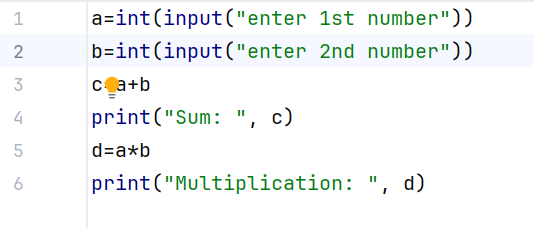 1 a=int(input("enter 1st number"))
2 b=int(input("enter 2nd number"))
3 c=a+b
4 print("Sum: ", c)
5 d=a*b
6 print("Multiplication: ", d)